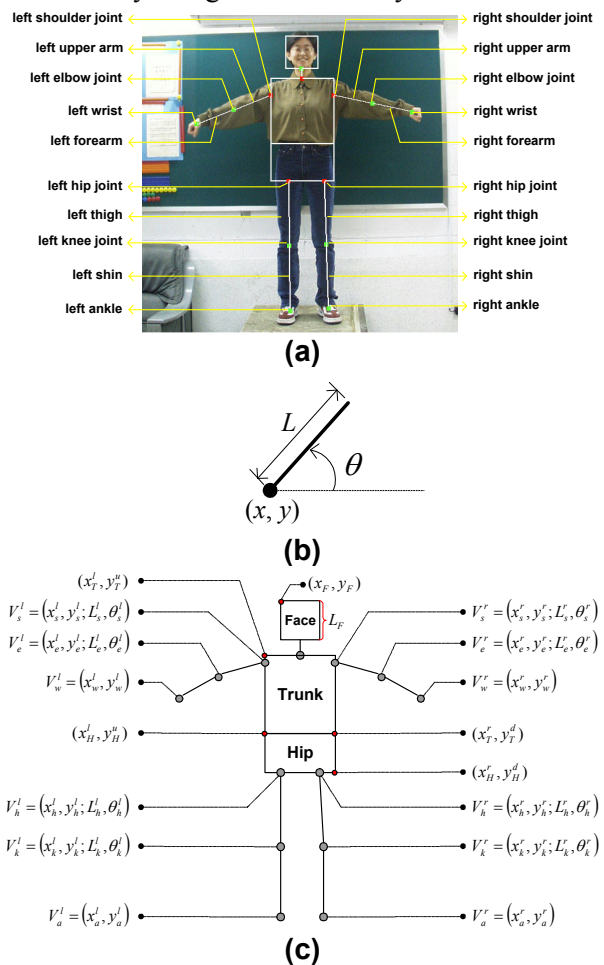 left shoulder joint right shoulder joint
left upper arm right upper arm
left elbow joint right elbow joint
left wrist right wrist
left forearm right forearm
left hip joint right hip joint
left thigh right thigh
left knee joint right knee joint
left shin right shin
left ankle right ankle
(a)
L
θ
(x, y)
(b)
(x_T^l, y_T^u) (x_F, y_F)
Face L_F
V_s^l = (x_s^l, y_s^l; L_s^l, θ_s^l) V_s^r = (x_s^r, y_s^r; L_s^r, θ_s^r)
V_e^l = (x_e^l, y_e^l; L_e^l, θ_e^l) V_e^r = (x_e^r, y_e^r; L_e^r, θ_e^r)
V_w^l = (x_w^l, y_w^l) Trunk V_w^r = (x_w^r, y_w^r)
(x_H^l, y_H^u) (x_T^r, y_T^d)
Hip
(x_H^r, y_H^d)
V_h^l = (x_h^l, y_h^l; L_h^l, θ_h^l) V_h^r = (x_h^r, y_h^r; L_h^r, θ_h^r)
V_k^l = (x_k^l, y_k^l; L_k^l, θ_k^l) V_k^r = (x_k^r, y_k^r; L_k^r, θ_k^r)
V_a^l = (x_a^l, y_a^l) V_a^r = (x_a^r, y_a^r)
(c)